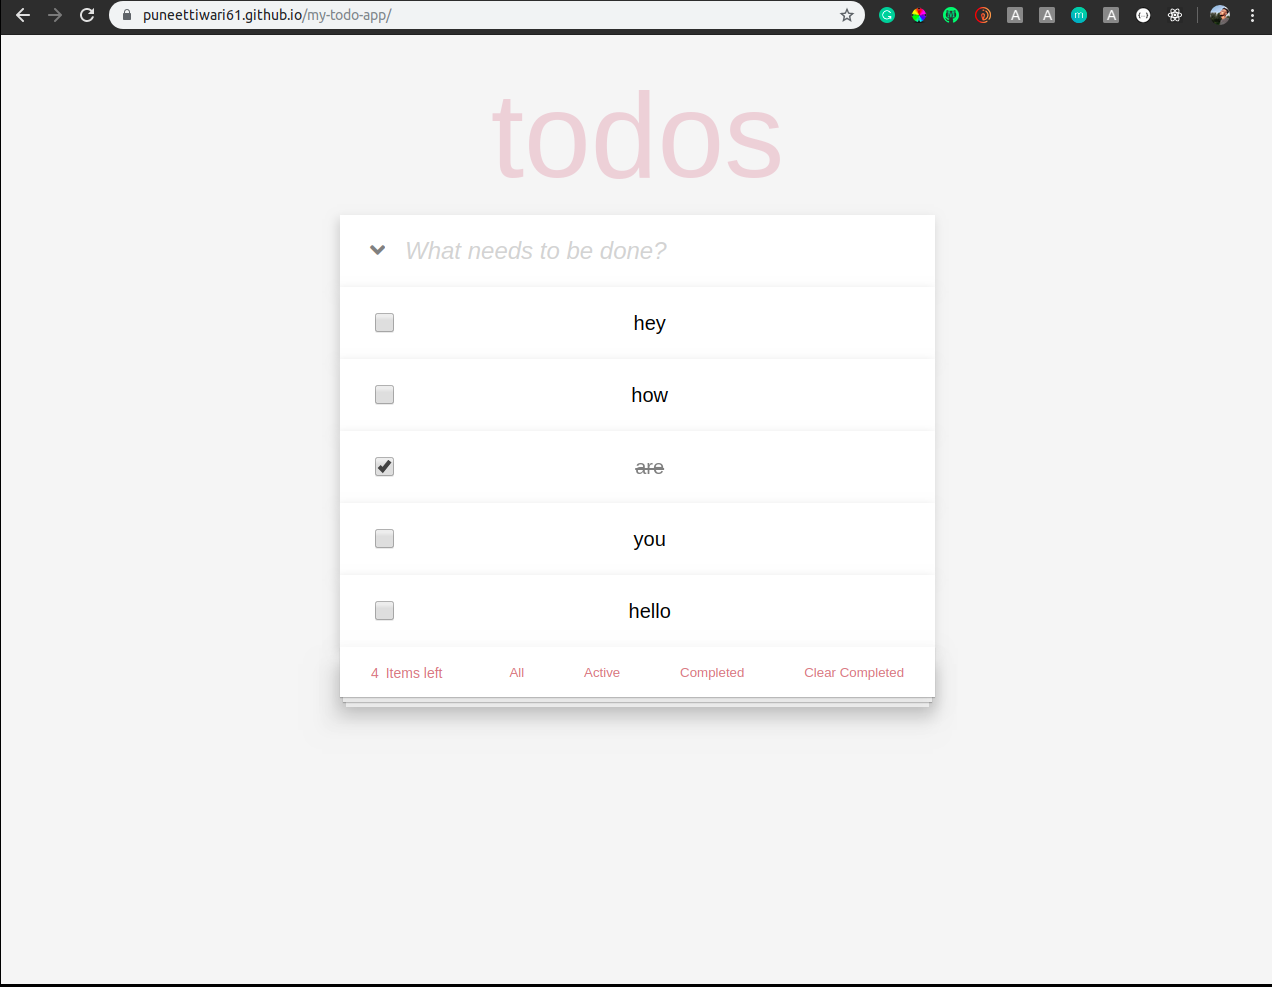 puneettiwari61.github.io/my-todo-app/
todos
What needs to be done?
hey
how
are
you
hello
4 Items left All Active Completed Clear Completed